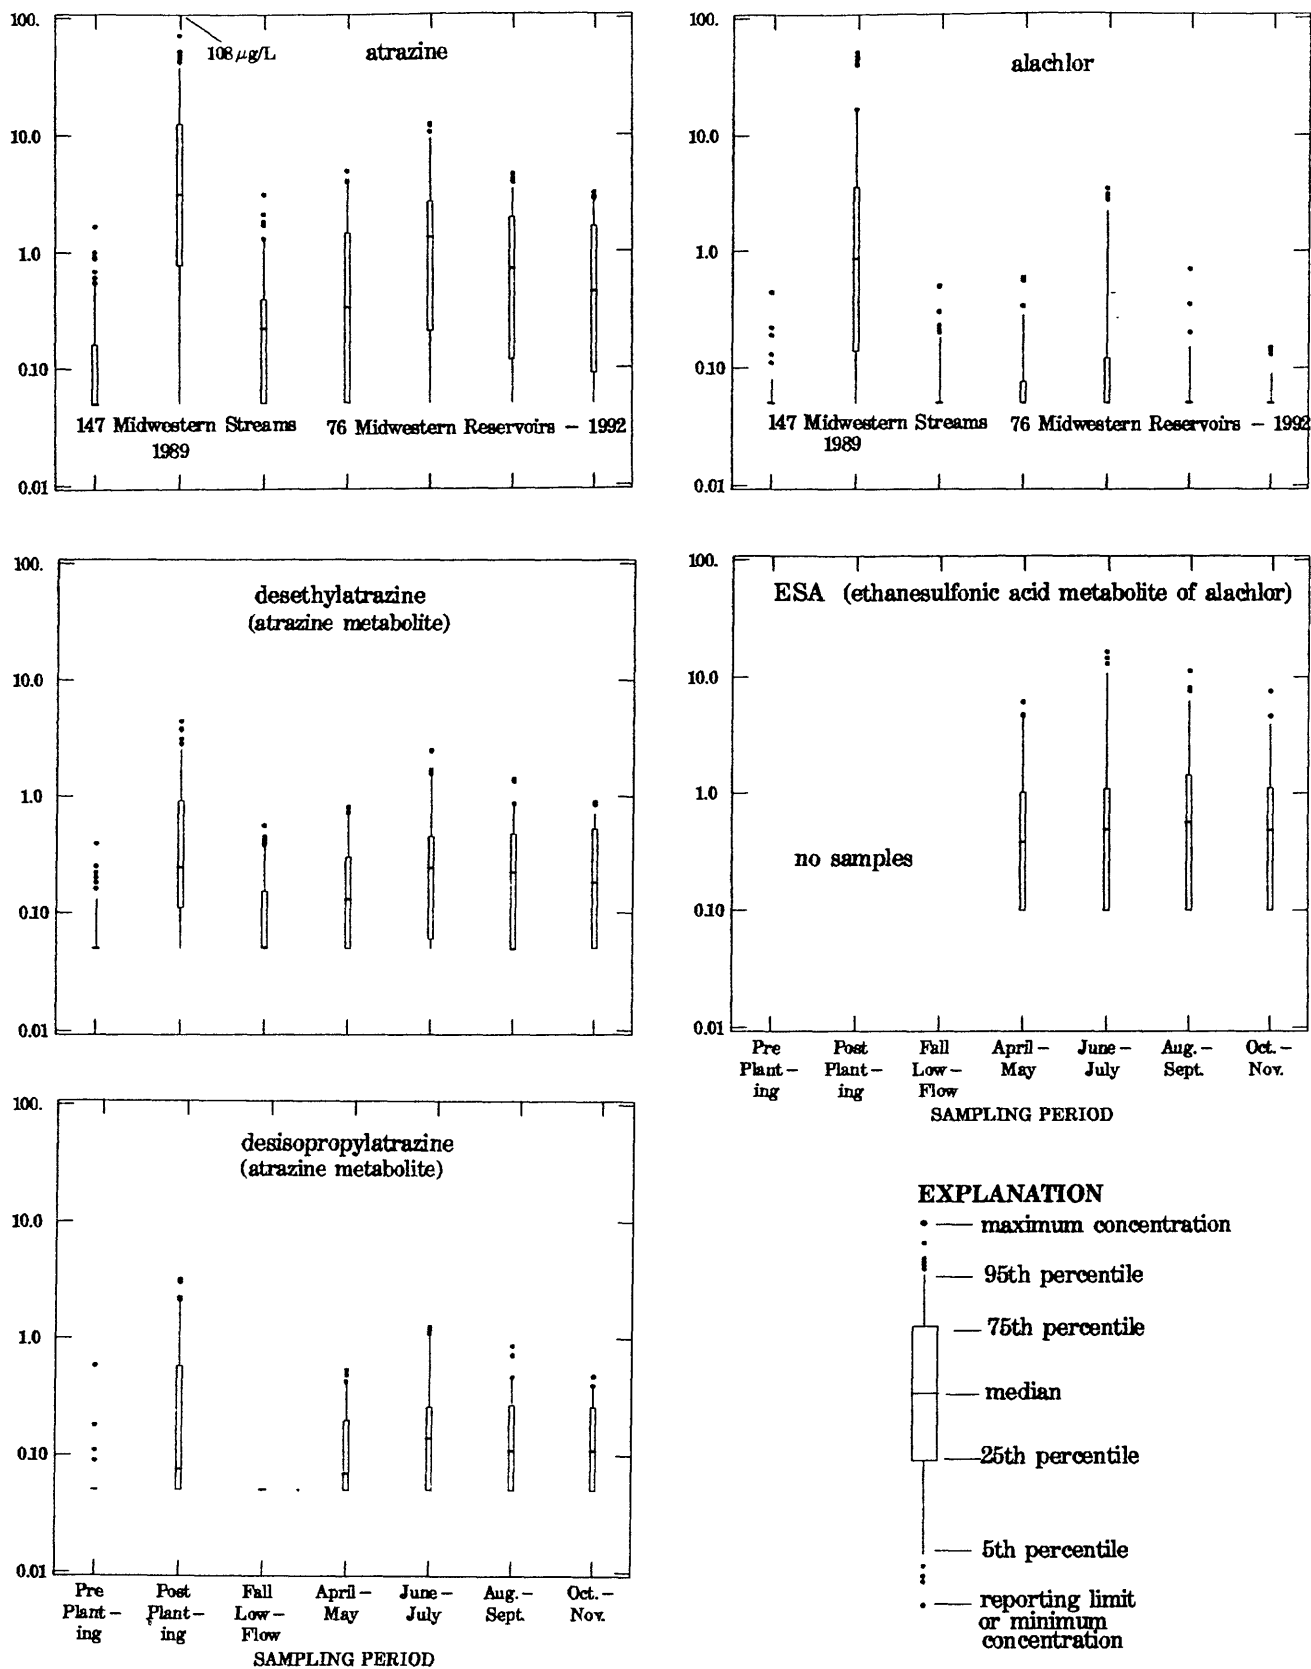 100.
10.0
1.0
0.10
0.01
108 µg/L
atrazine
147 Midwestern Streams
1989
76 Midwestern Reservoirs – 1992
100.
10.0
1.0
0.10
0.01
alachlor
147 Midwestern Streams
1989
76 Midwestern Reservoirs – 1992
100.
10.0
1.0
0.10
0.01
desethylatrazine
(atrazine metabolite)
100.
10.0
1.0
0.10
0.01
ESA (ethanesulfonic acid metabolite of alachlor)
no samples
Pre
Plant–
ing
Post
Plant–
ing
Fall
Low–
Flow
April–
May
June–
July
Aug.–
Sept.
Oct.–
Nov.
SAMPLING PERIOD
100.
10.0
1.0
0.10
0.01
desisopropylatrazine
(atrazine metabolite)
Pre
Plant–
ing
Post
Plant–
ing
Fall
Low–
Flow
April–
May
June–
July
Aug.–
Sept.
Oct.–
Nov.
SAMPLING PERIOD
EXPLANATION
maximum concentration
95th percentile
75th percentile
median
25th percentile
5th percentile
reporting limit
or minimum
concentration